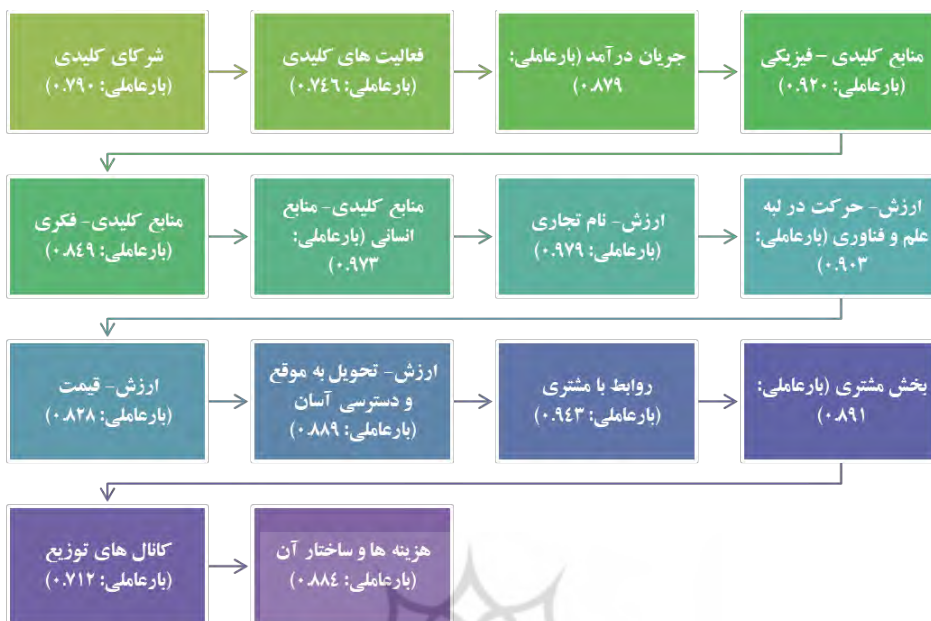 شرکای کلیدی
(بارعاملی: ۰.۷۹۰)
فعالیت های کلیدی
(بارعاملی: ۰.۷٤٦)
جریان درآمد (بارعاملی:
۰.۸۷۹)
منابع کلیدی – فیزیکی
(بارعاملی: ۰.۹۲۰)
منابع کلیدی- فکری
(بارعاملی: ۰.۸٤۹)
منابع کلیدی- منابع
انسانی (بارعاملی:
۰.۹۷۳)
ارزش- نام تجاری
(بارعاملی: ۰.۹۷۹)
ارزش- حرکت در لبه
علم و فناوری (بارعاملی:
۰.۹۰۳)
ارزش- قیمت
(بارعاملی: ۰.۸۲۸)
ارزش- تحویل به موقع
و دسترسی آسان
(بارعاملی: ۰.۸۸۹)
روابط با مشتری
(بارعاملی: ۰.۹٤۳)
بخش مشتری (بارعاملی:
۰.۸۹۱)
کانال های توزیع
(بارعاملی: ۰.۷۱۲)
هزینه ها و ساختار آن
(بارعاملی: ۰.۸۸٤)